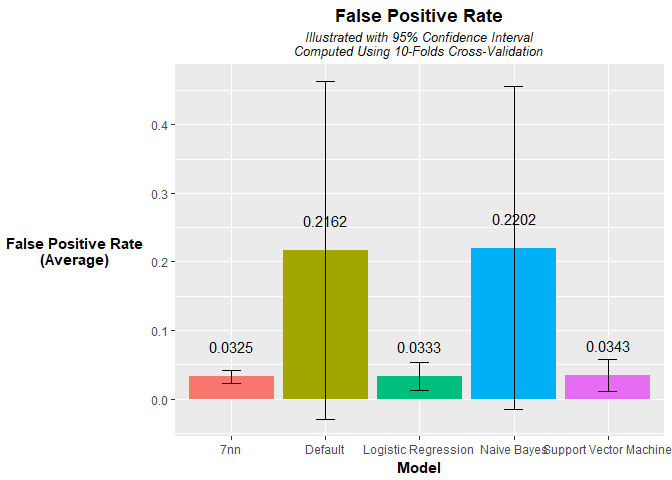 False Positive Rate
Illustrated with 95% Confidence Interval
Computed Using 10-Folds Cross-Validation
False Positive Rate
(Average)
0.4
0.3
0.2
0.1
0.0
0.0325
0.2162
0.0333
0.2202
0.0343
7nn
Default
Logistic Regression
Naive Bayes
Support Vector Machine
Model